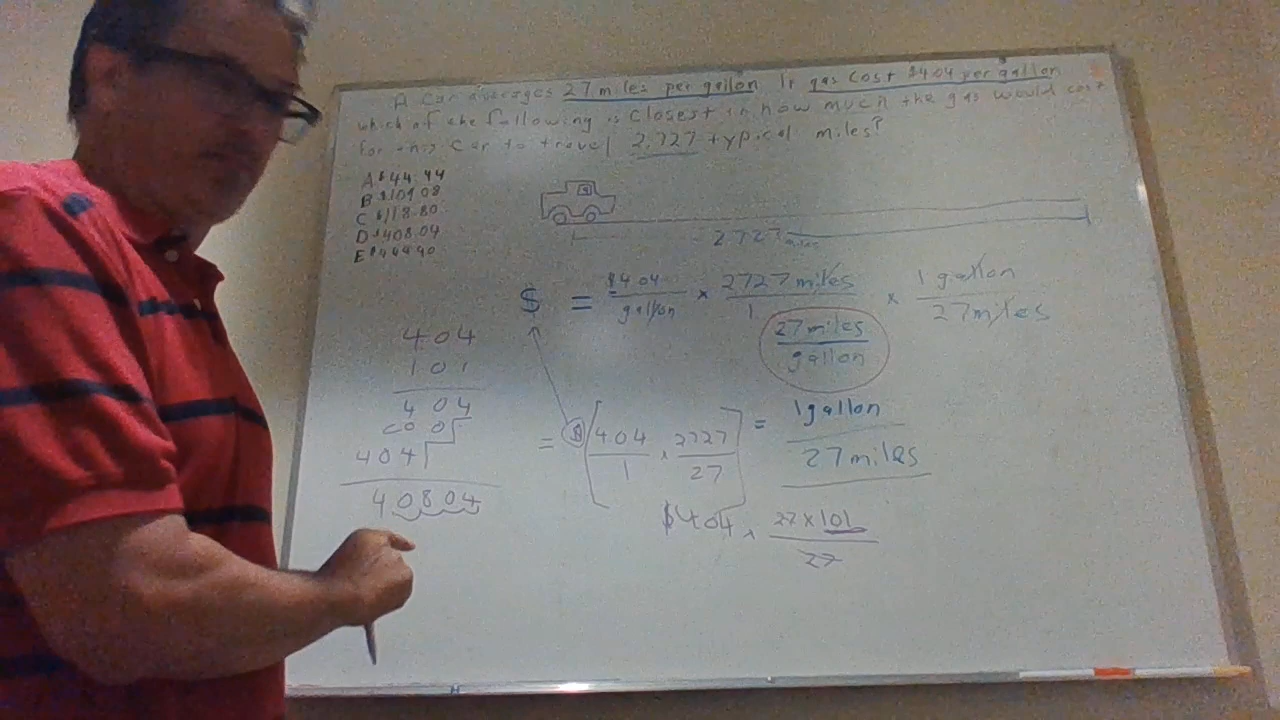 A car averages 27 miles per gallon If gas cost $4.04 per gallon
which of the following is closest to how much the gas would cost
for this car to travel 2,727 typical miles?
A $44.44
B $109.08
C $118.80
D $408.04
E $444.40
2727 miles
$ = $4.04 / gallon × 2727 miles / 1 × 1 gallon / 27 miles
27 miles / gallon
= 1 gallon / 27 miles
= $ [ 404 / 1 × 2727 / 27 ]
$4.04 × 27 × 101 / 27
404
101
404
000
404
40804